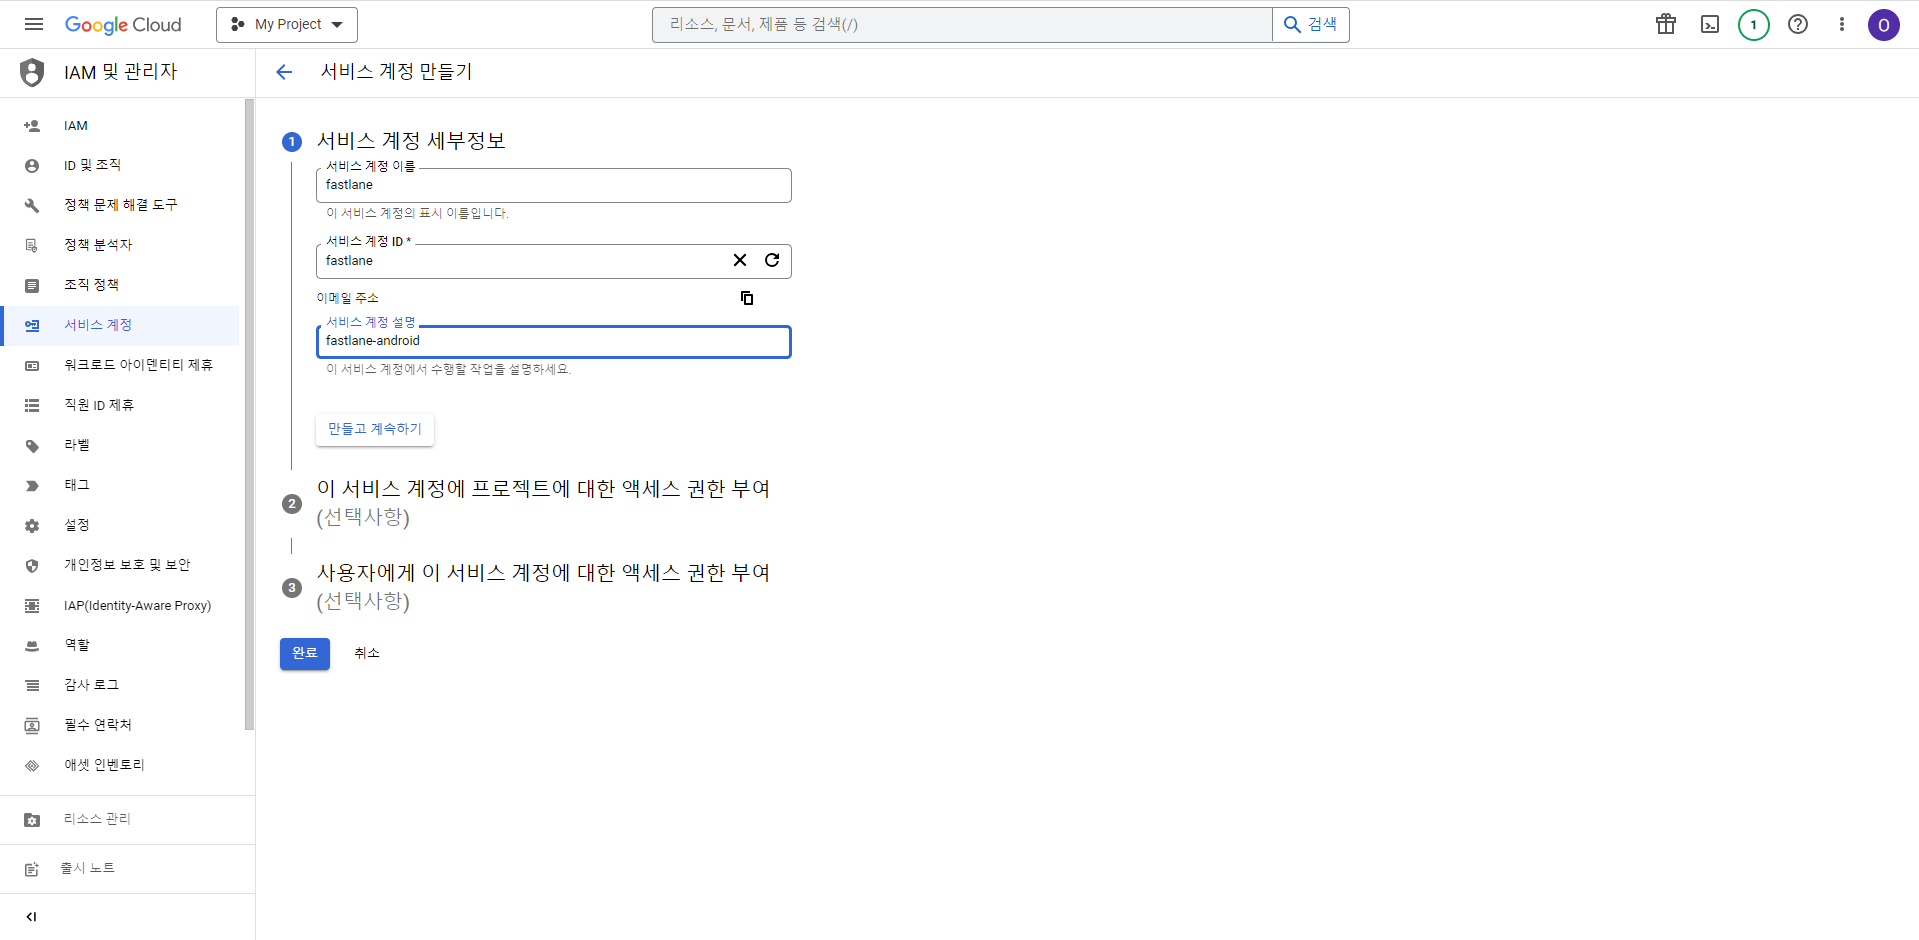 Google Cloud
My Project
리소스, 문서, 제품 등 검색(/)
검색
1
O
IAM 및 관리자
서비스 계정 만들기
IAM
ID 및 조직
정책 문제 해결 도구
정책 분석자
조직 정책
서비스 계정
워크로드 아이덴티티 제휴
직원 ID 제휴
라벨
태그
설정
개인정보 보호 및 보안
IAP(Identity-Aware Proxy)
역할
감사 로그
필수 연락처
애셋 인벤토리
리소스 관리
출시 노트
1
서비스 계정 세부정보
서비스 계정 이름
fastlane
이 서비스 계정의 표시 이름입니다.
서비스 계정 ID *
fastlane
이메일 주소
서비스 계정 설명
fastlane-android
이 서비스 계정에서 수행할 작업을 설명하세요.
만들고 계속하기
2
이 서비스 계정에 프로젝트에 대한 액세스 권한 부여
(선택사항)
3
사용자에게 이 서비스 계정에 대한 액세스 권한 부여
(선택사항)
완료
취소